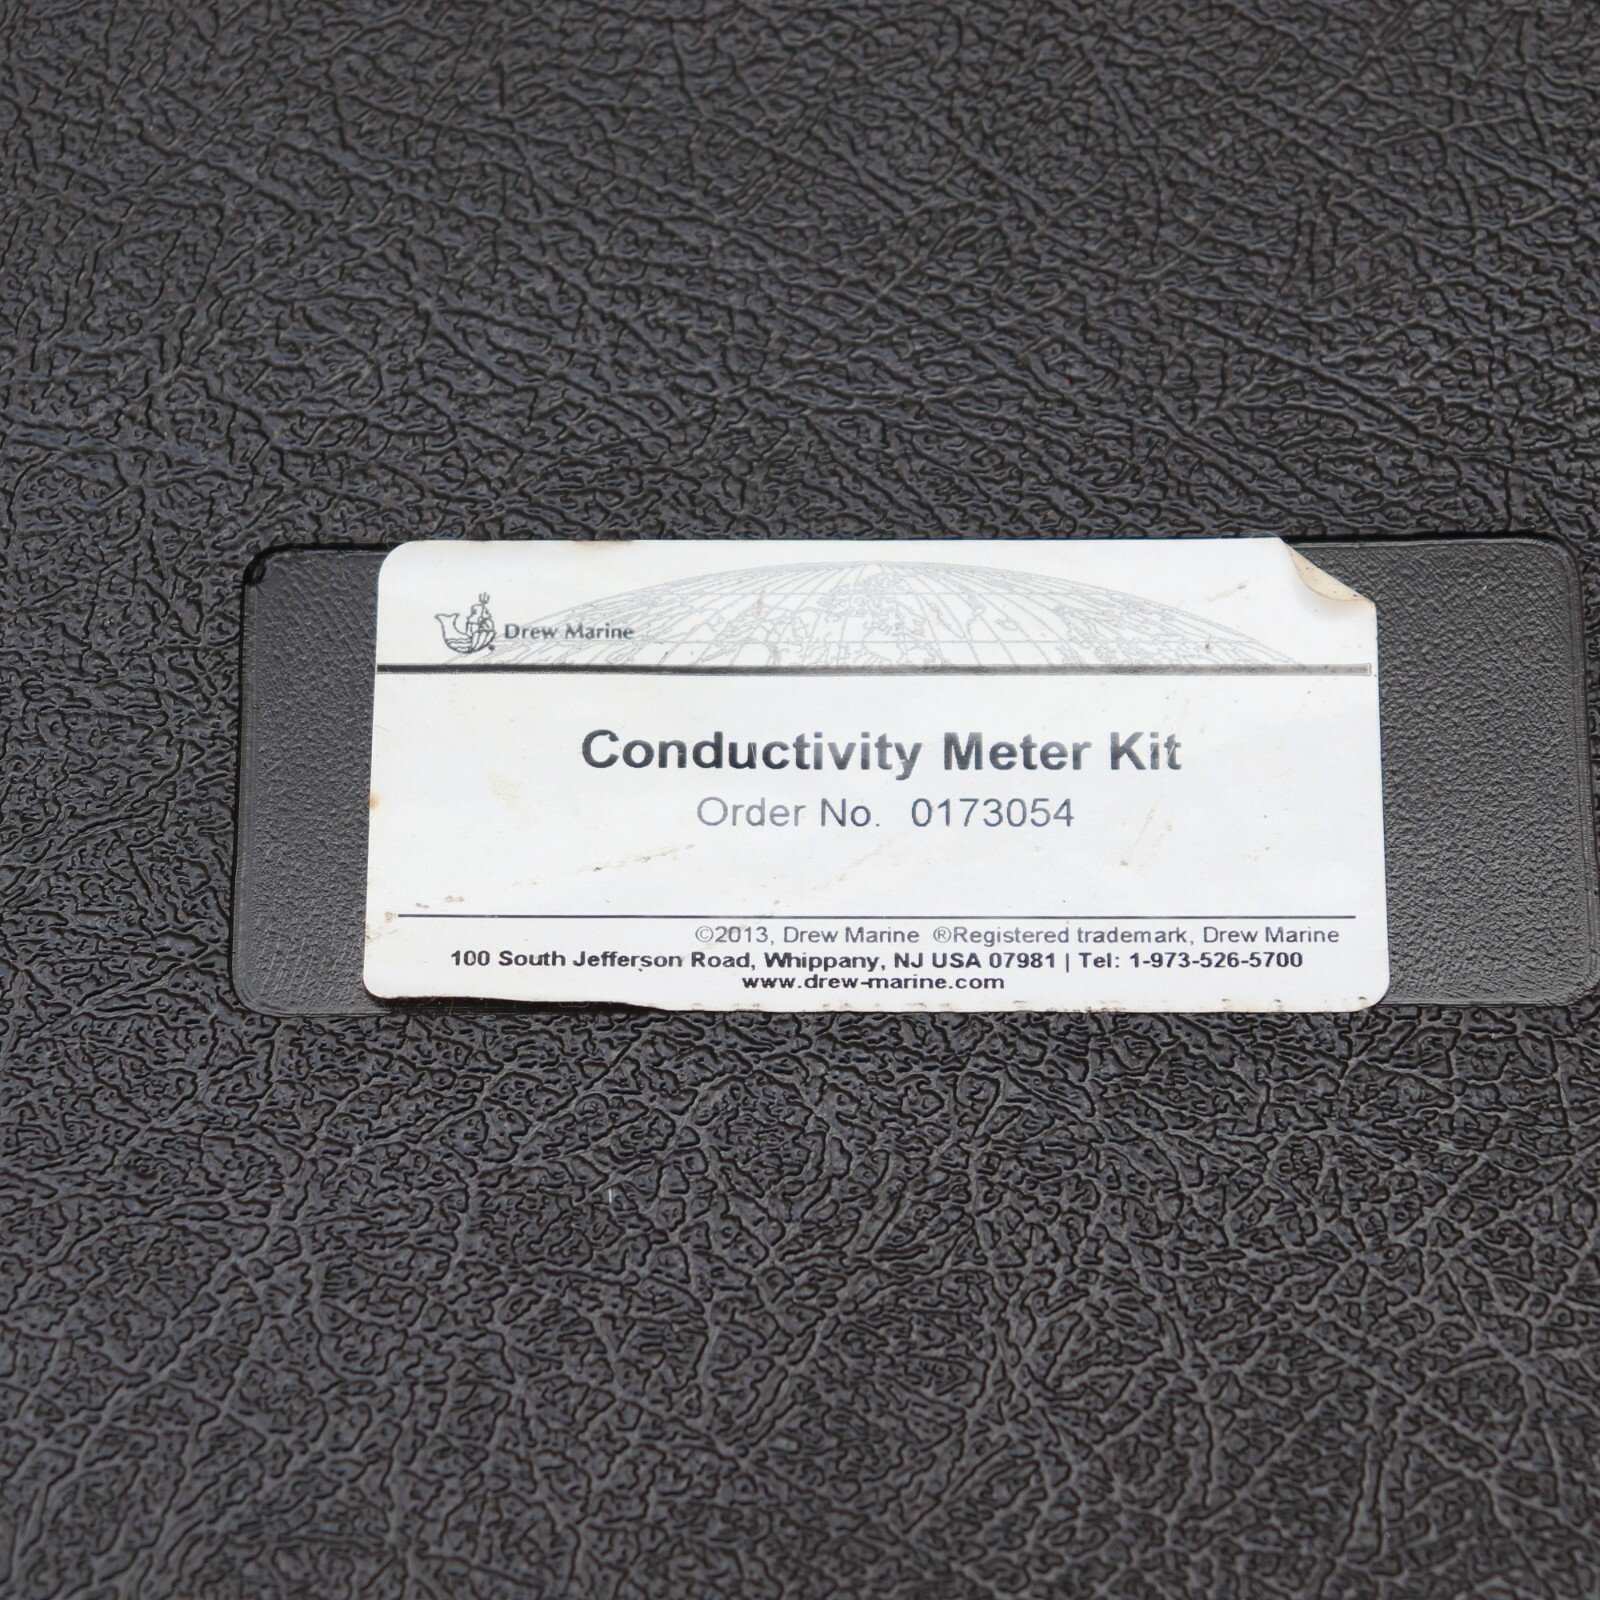 Drew Marine
Conductivity Meter Kit
Order No. 0173054
©2013, Drew Marine ®Registered trademark, Drew Marine
100 South Jefferson Road, Whippany, NJ USA 07981 | Tel: 1-973-526-5700
www.drew-marine.com